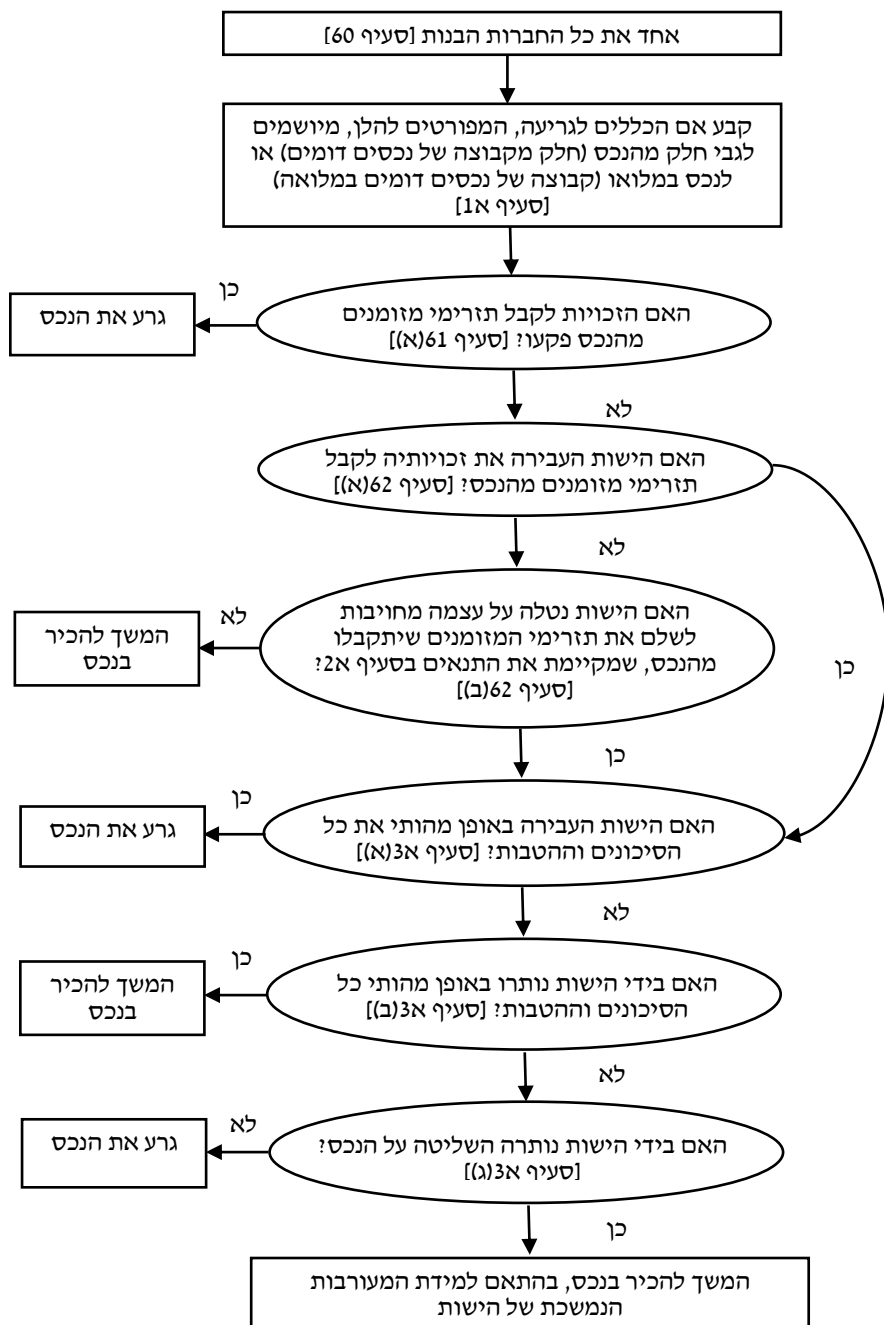 אחד את כל החברות הבנות [סעיף 60]
קבע אם הכללים לגריעה, המפורטים להלן, מיושמים
לגבי חלק מהנכס (חלק מקבוצה של נכסים דומים) או
לנכס במלואו (קבוצה של נכסים דומים במלואה)
[סעיף א1]
האם הזכויות לקבל תזרימי מזומנים
מהנכס פקעו? [סעיף 61(א)]
כן
גרע את הנכס
לא
האם הישות העבירה את זכויותיה לקבל
תזרימי מזומנים מהנכס? [סעיף 62(א)]
לא
האם הישות נטלה על עצמה מחויבות
לשלם את תזרימי המזומנים שיתקבלו
מהנכס, שמקיימת את התנאים בסעיף א2?
[סעיף 62(ב)]
לא
המשך להכיר
בנכס
כן
כן
האם הישות העבירה באופן מהותי את כל
הסיכונים וההטבות? [סעיף א3(א)]
כן
גרע את הנכס
לא
האם בידי הישות נותרו באופן מהותי כל
הסיכונים וההטבות? [סעיף א3(ב)]
כן
המשך להכיר
בנכס
לא
האם בידי הישות נותרה השליטה על הנכס?
[סעיף א3(ג)]
לא
גרע את הנכס
כן
המשך להכיר בנכס, בהתאם למידת המעורבות
הנמשכת של הישות